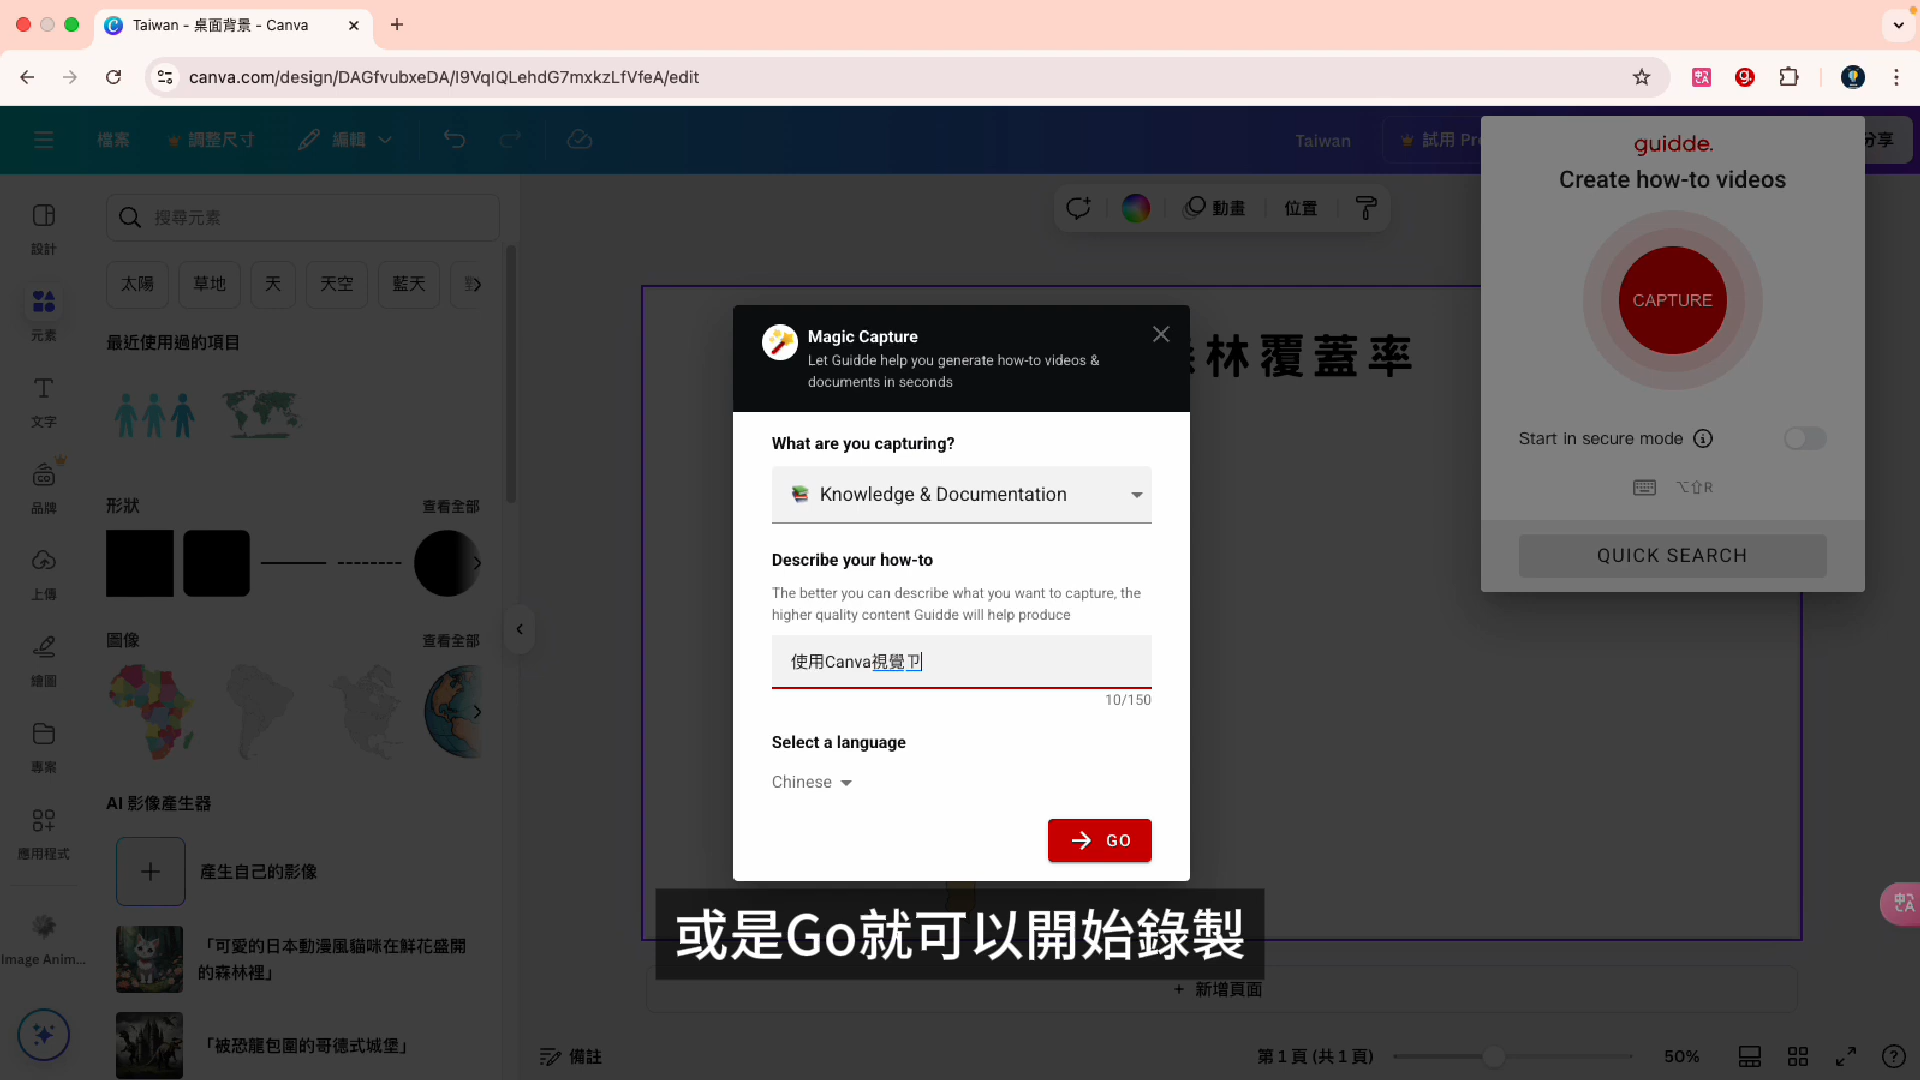 Taiwan - 桌面背景 - Canva
canva.com/design/DAGfvubxeDA/I9VqIQLehdG7mxkzLfVfeA/edit
檔案
調整尺寸
編輯
Taiwan
試用 Pr
分享
guidde.
Create how-to videos
CAPTURE
Start in secure mode
⌥⇧R
QUICK SEARCH
設計
元素
文字
品牌
上傳
繪圖
專案
應用程式
Image Anim...
搜尋元素
太陽
草地
天
天空
藍天
最近使用過的項目
形狀
查看全部
圖像
查看全部
AI 影像產生器
產生自己的影像
「可愛的日本動漫風貓咪在鮮花盛開
的森林裡」
「被恐龍包圍的哥德式城堡」
動畫
位置
林覆蓋率
Magic Capture
Let Guidde help you generate how-to videos &
documents in seconds
What are you capturing?
Knowledge & Documentation
Describe your how-to
The better you can describe what you want to capture, the
higher quality content Guidde will help produce
使用Canva視覺ㄗ
10/150
Select a language
Chinese
GO
或是Go就可以開始錄製
+ 新增頁面
備註
第 1 頁 (共 1 頁)
50%